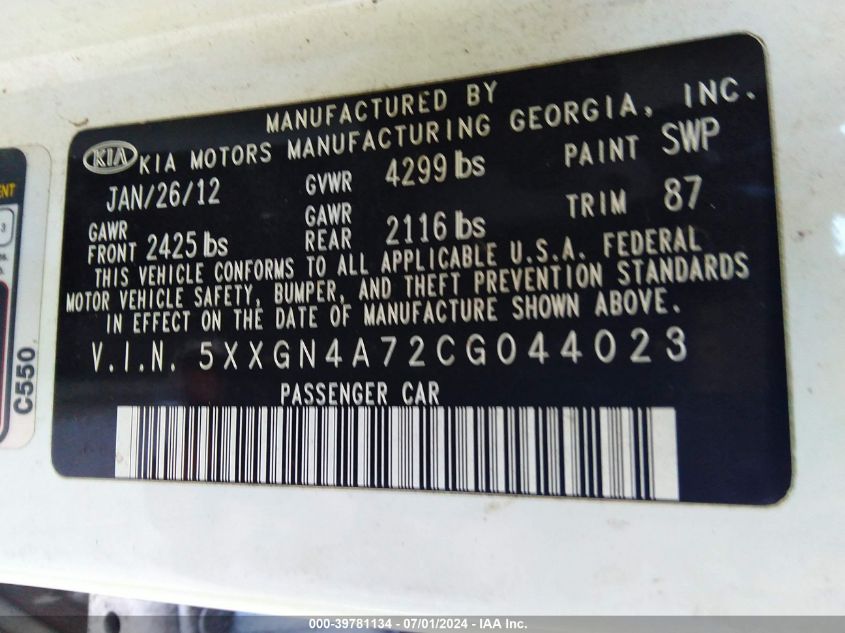 MANUFACTURED BY
KIA KIA MOTORS MANUFACTURING GEORGIA, INC.
JAN/26/12 GVWR 4299 lbs PAINT SWP
GAWR FRONT 2425 lbs GAWR REAR 2116 lbs TRIM 87
THIS VEHICLE CONFORMS TO ALL APPLICABLE U.S.A. FEDERAL
MOTOR VEHICLE SAFETY, BUMPER, AND THEFT PREVENTION STANDARDS
IN EFFECT ON THE DATE OF MANUFACTURE SHOWN ABOVE.
V.I.N. 5XXGN4A72CG044023
PASSENGER CAR
ENT
3
C550
000-39781134 - 07/01/2024 - IAA Inc.